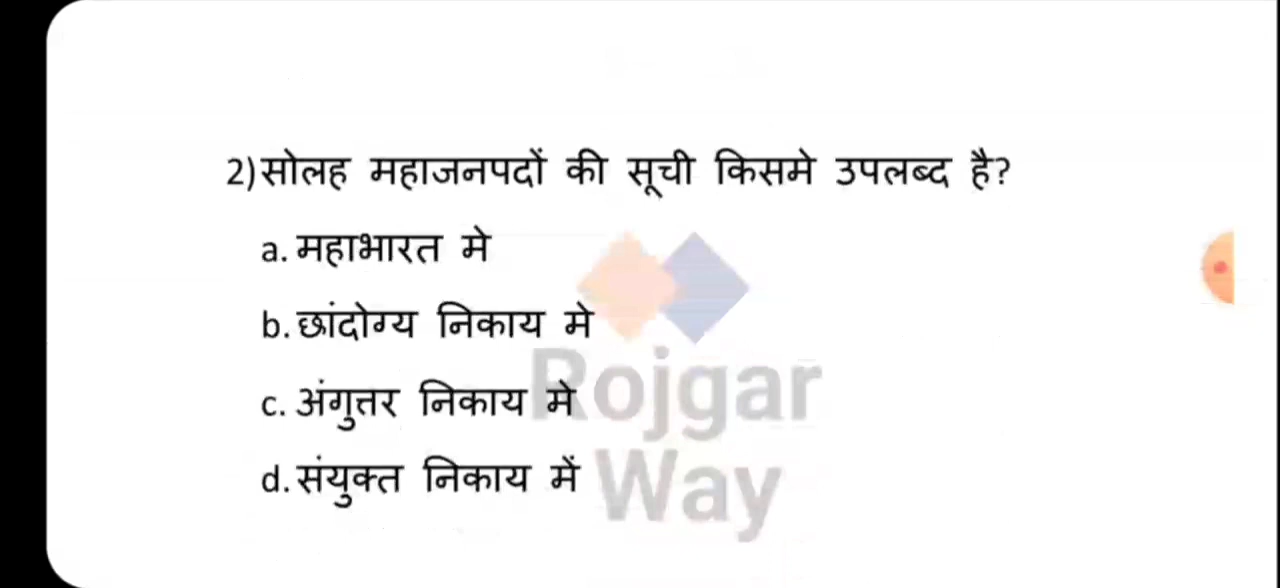 2)सोलह महाजनपदों की सूची किसमे उपलब्द है?
a. महाभारत मे
b. छांदोग्य निकाय मे
c. अंगुत्तर निकाय मे
d. संयुक्त निकाय में
Rojgar
Way